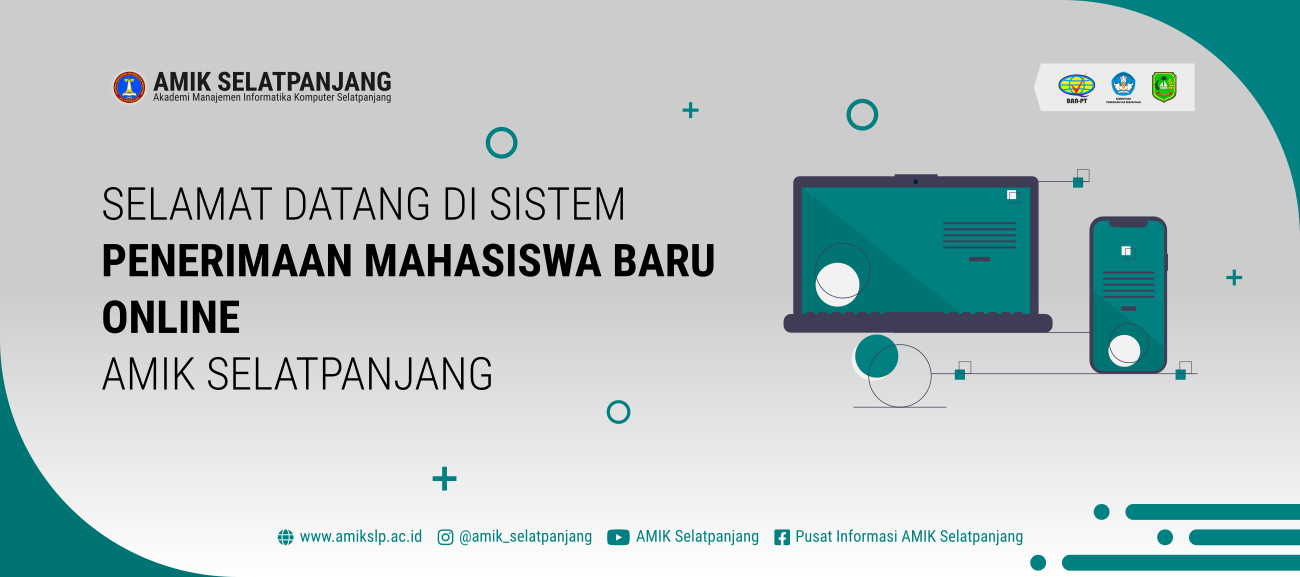 AMIK SELATPANJANG
Akademi Manajemen Informatika Komputer Selatpanjang
BAN-PT
SELAMAT DATANG DI SISTEM
PENERIMAAN MAHASISWA BARU
ONLINE
AMIK SELATPANJANG
www.amikslp.ac.id @amik_selatpanjang AMIK Selatpanjang Pusat Informasi AMIK Selatpanjang